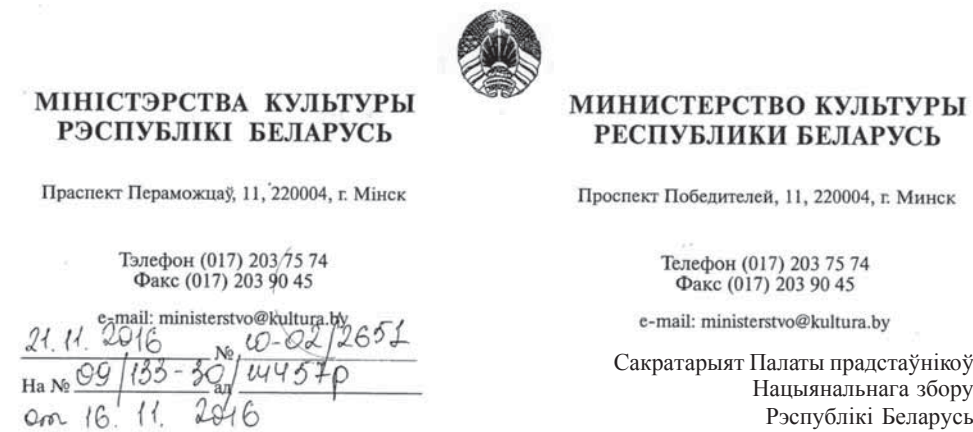 МІНІСТЭРСТВА КУЛЬТУРЫ
РЭСПУБЛІКІ БЕЛАРУСЬ
Праспект Пераможцаў, 11, 220004, г. Мінск
Тэлефон (017) 203 75 74
Факс (017) 203 90 45
e-mail: ministerstvo@kultura.by
21. 11. 2016 № 10-02/2651
На № 09/133-30/ ад
от 16. 11. 2016
МИНИСТЕРСТВО КУЛЬТУРЫ
РЕСПУБЛИКИ БЕЛАРУСЬ
Проспект Победителей, 11, 220004, г. Минск
Телефон (017) 203 75 74
Факс (017) 203 90 45
e-mail: ministerstvo@kultura.by
Сакратарыят Палаты прадстаўнікоў
Нацыянальнага збору
Рэспублікі Беларусь